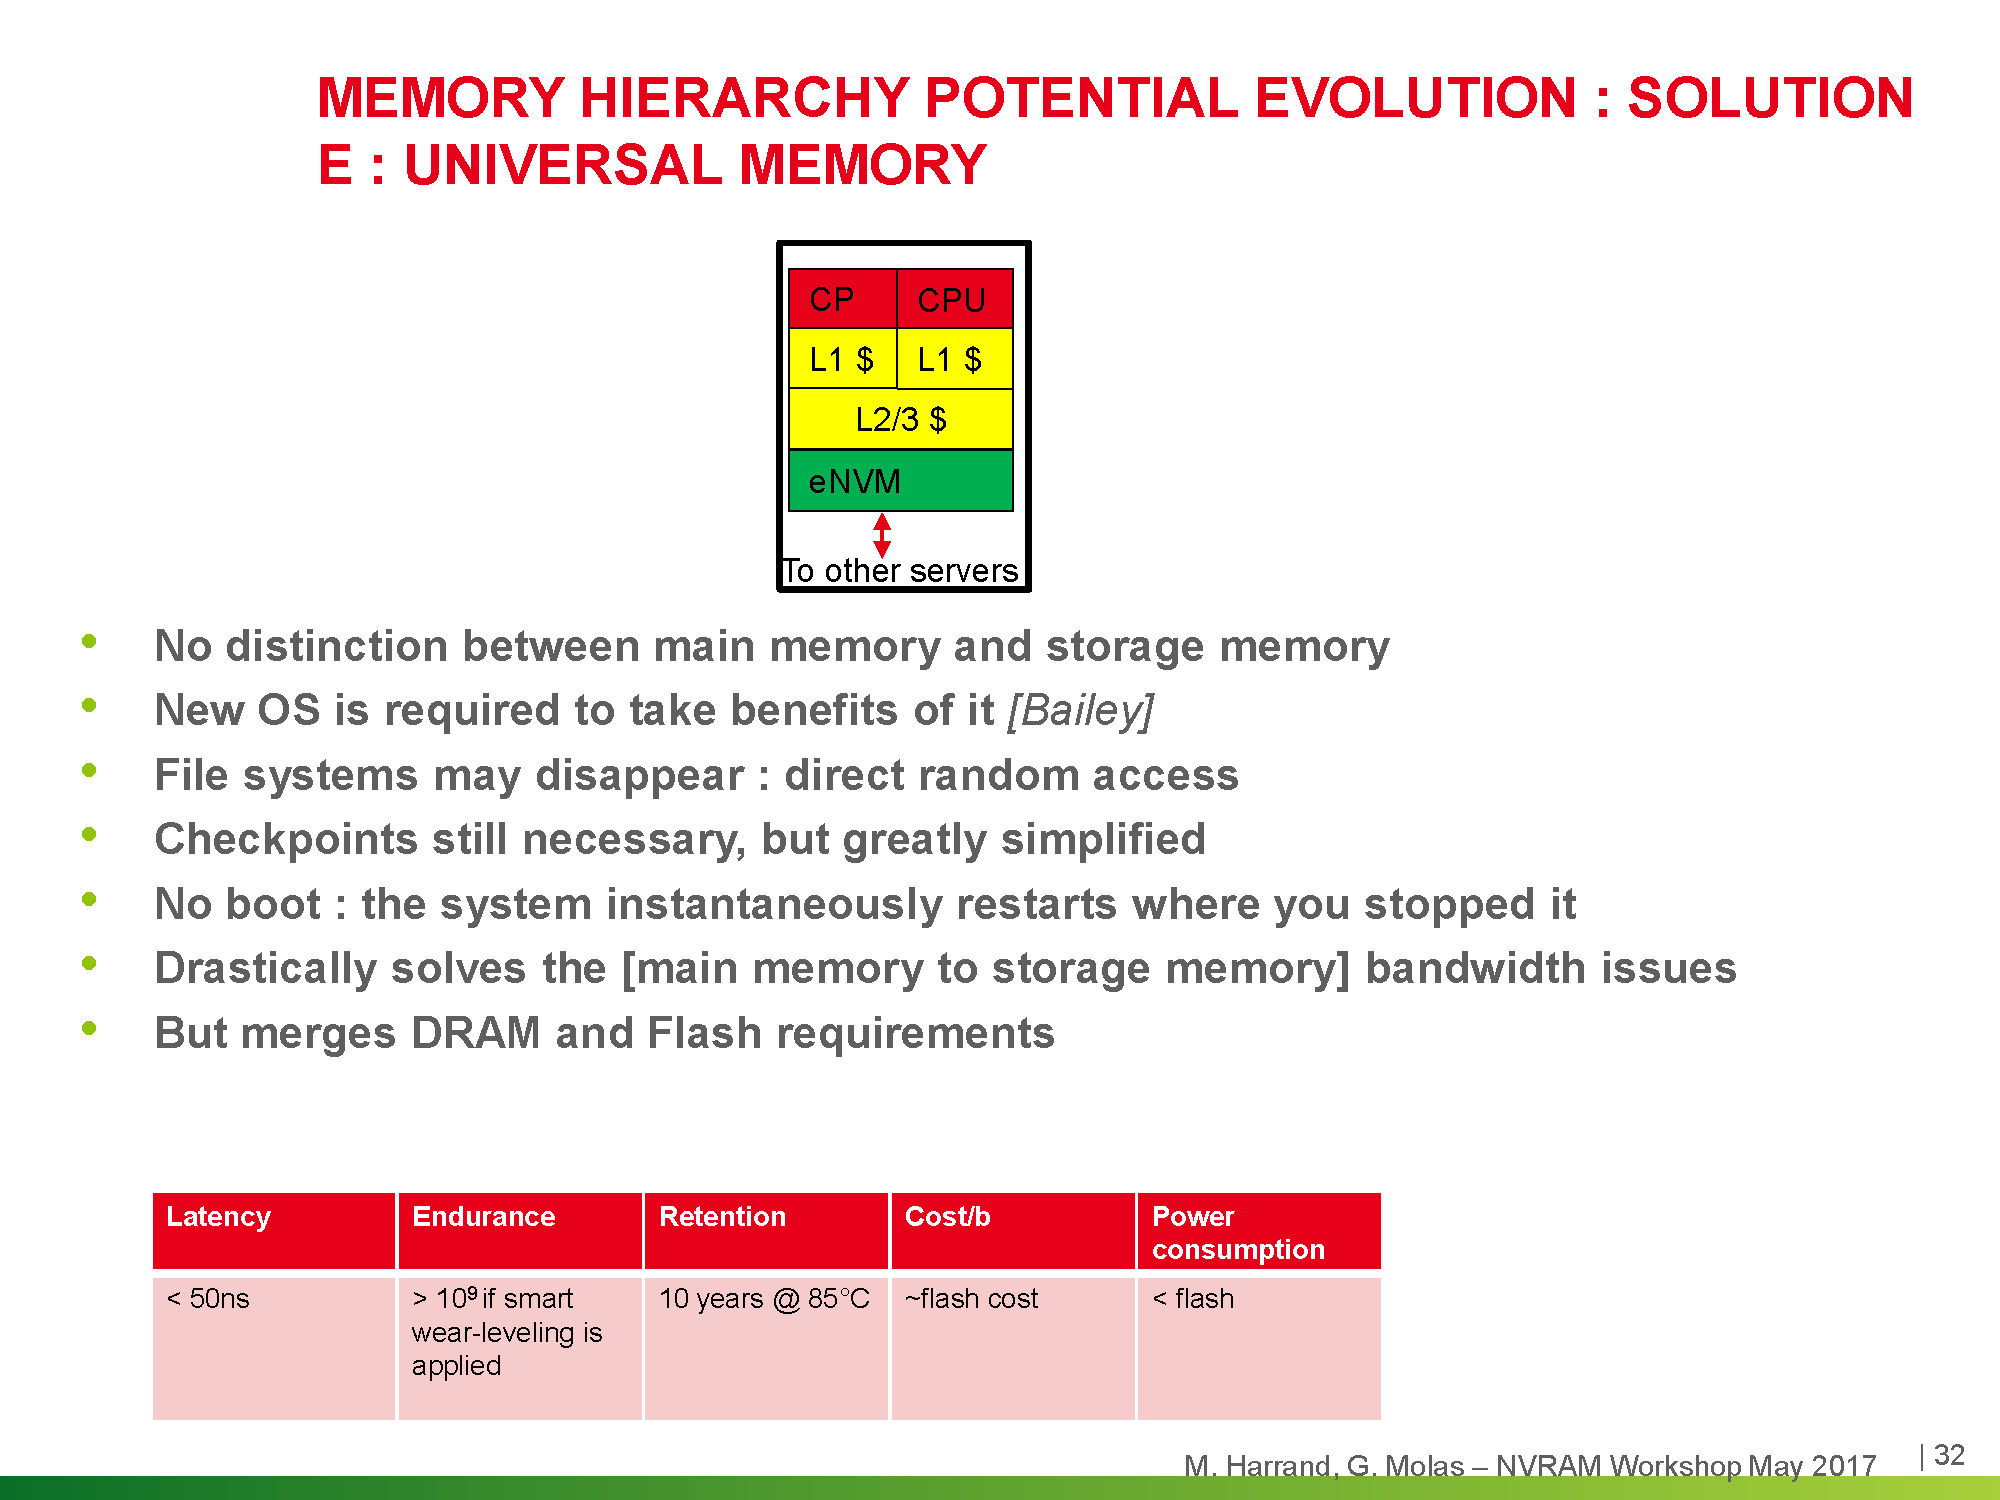 MEMORY HIERARCHY POTENTIAL EVOLUTION : SOLUTION
E : UNIVERSAL MEMORY
CP CPU
L1 $ L1 $
L2/3 $
eNVM
To other servers
• No distinction between main memory and storage memory
• New OS is required to take benefits of it [Bailey]
• File systems may disappear : direct random access
• Checkpoints still necessary, but greatly simplified
• No boot : the system instantaneously restarts where you stopped it
• Drastically solves the [main memory to storage memory] bandwidth issues
• But merges DRAM and Flash requirements
Latency Endurance Retention Cost/b Power
consumption
< 50ns > 10⁹ if smart 10 years @ 85°C ~flash cost < flash
wear-leveling is
applied
M. Harrand, G. Molas – NVRAM Workshop May 2017 | 32